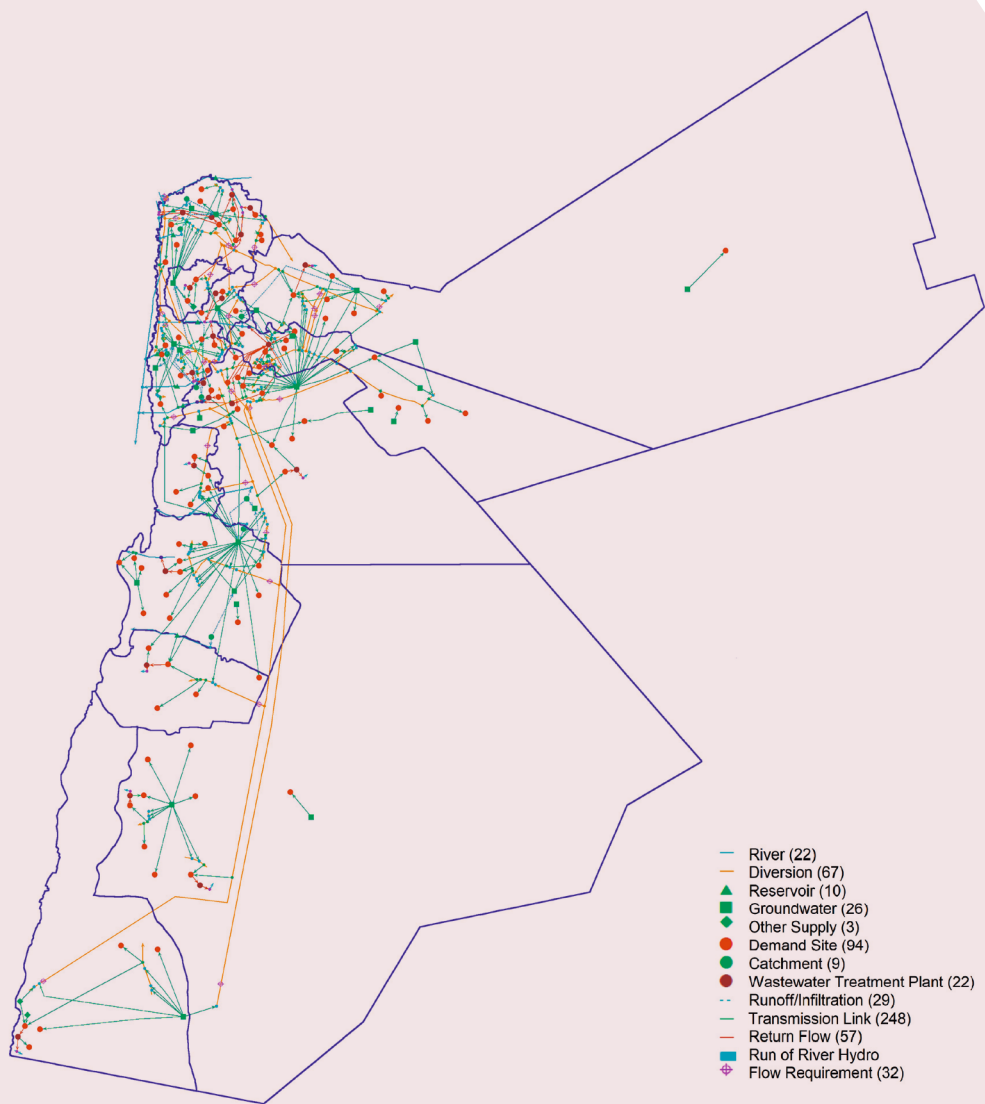 River (22)
Diversion (67)
Reservoir (10)
Groundwater (26)
Other Supply (3)
Demand Site (94)
Catchment (9)
Wastewater Treatment Plant (22)
Runoff/Infiltration (29)
Transmission Link (248)
Return Flow (57)
Run of River Hydro
Flow Requirement (32)